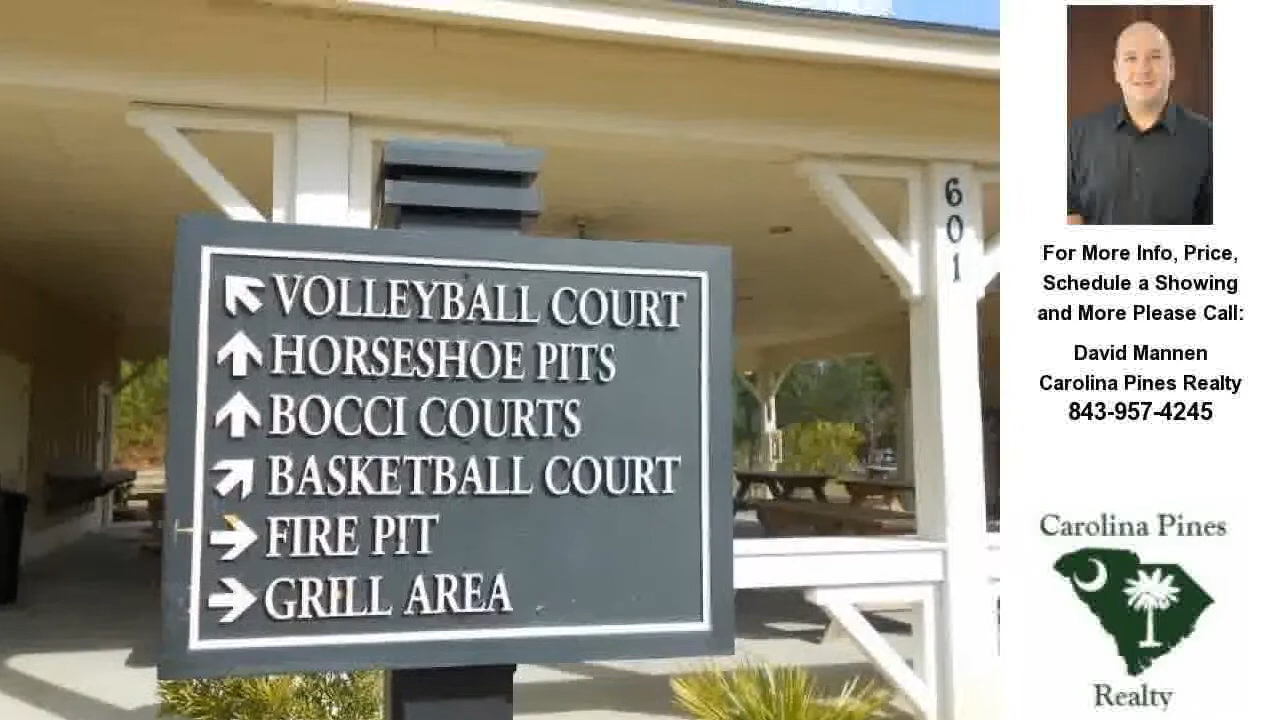 VOLLEYBALL COURT
HORSESHOE PITS
BOCCI COURTS
BASKETBALL COURT
FIRE PIT
GRILL AREA
601
For More Info, Price,
Schedule a Showing
and More Please Call:
David Mannen
Carolina Pines Realty
843-957-4245
Carolina Pines
Realty